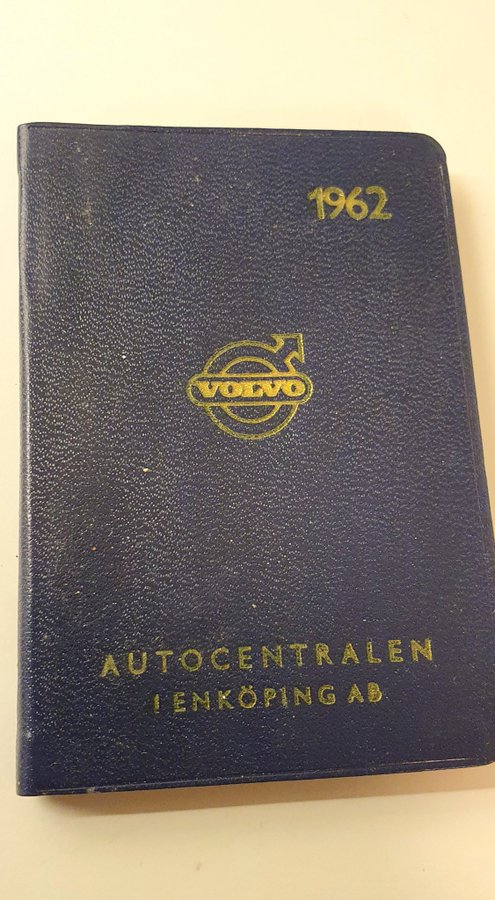 1962
VOLVO
AUTOCENTRALEN
I ENKÖPING AB